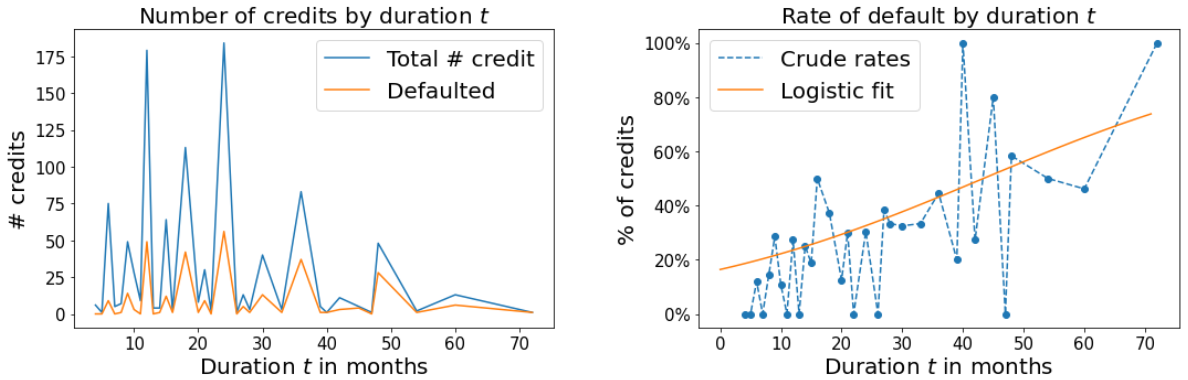 Number of credits by duration t
175
150
125
100
75
50
25
0
# credits
Total # credit
Defaulted
10 20 30 40 50 60 70
Duration t in months
Rate of default by duration t
100%
80%
60%
40%
20%
0%
% of credits
Crude rates
Logistic fit
0 10 20 30 40 50 60 70
Duration t in months